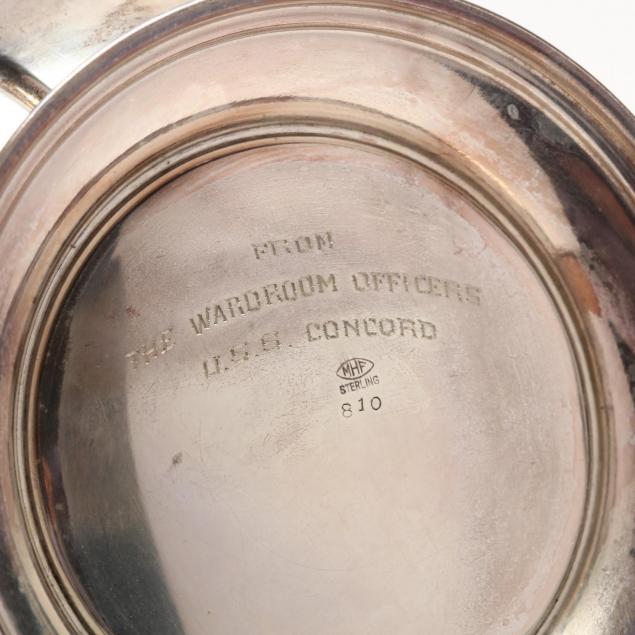 FROM
THE WARDROOM OFFICERS
U.S.S. CONCORD
MHF
STERLING
810